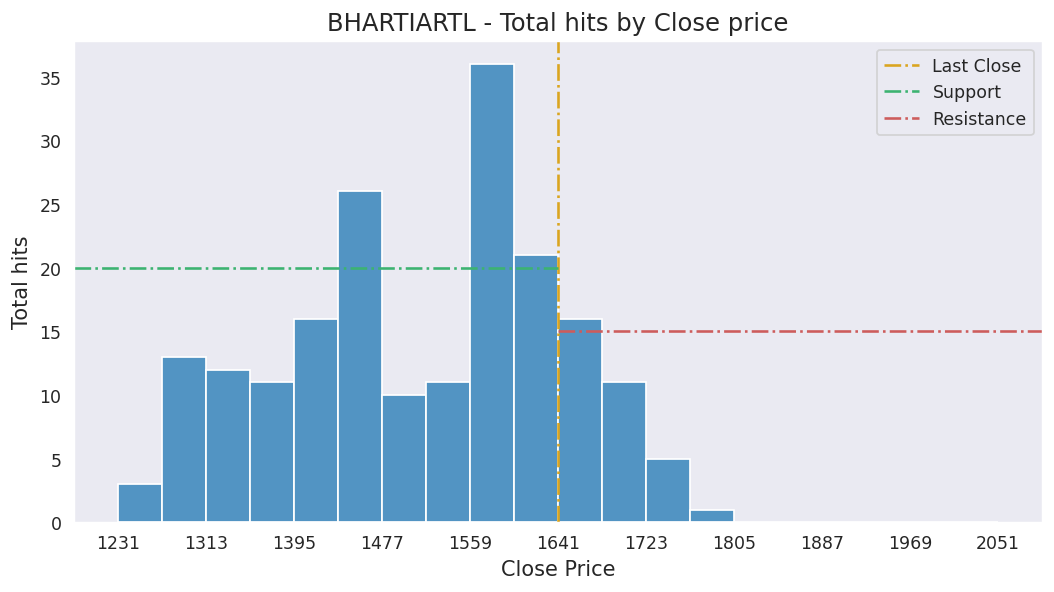 BHARTIARTL - Total hits by Close price
Last Close
Support
Resistance
Total hits
35
30
25
20
15
10
5
0
1231 1313 1395 1477 1559 1641 1723 1805 1887 1969 2051
Close Price